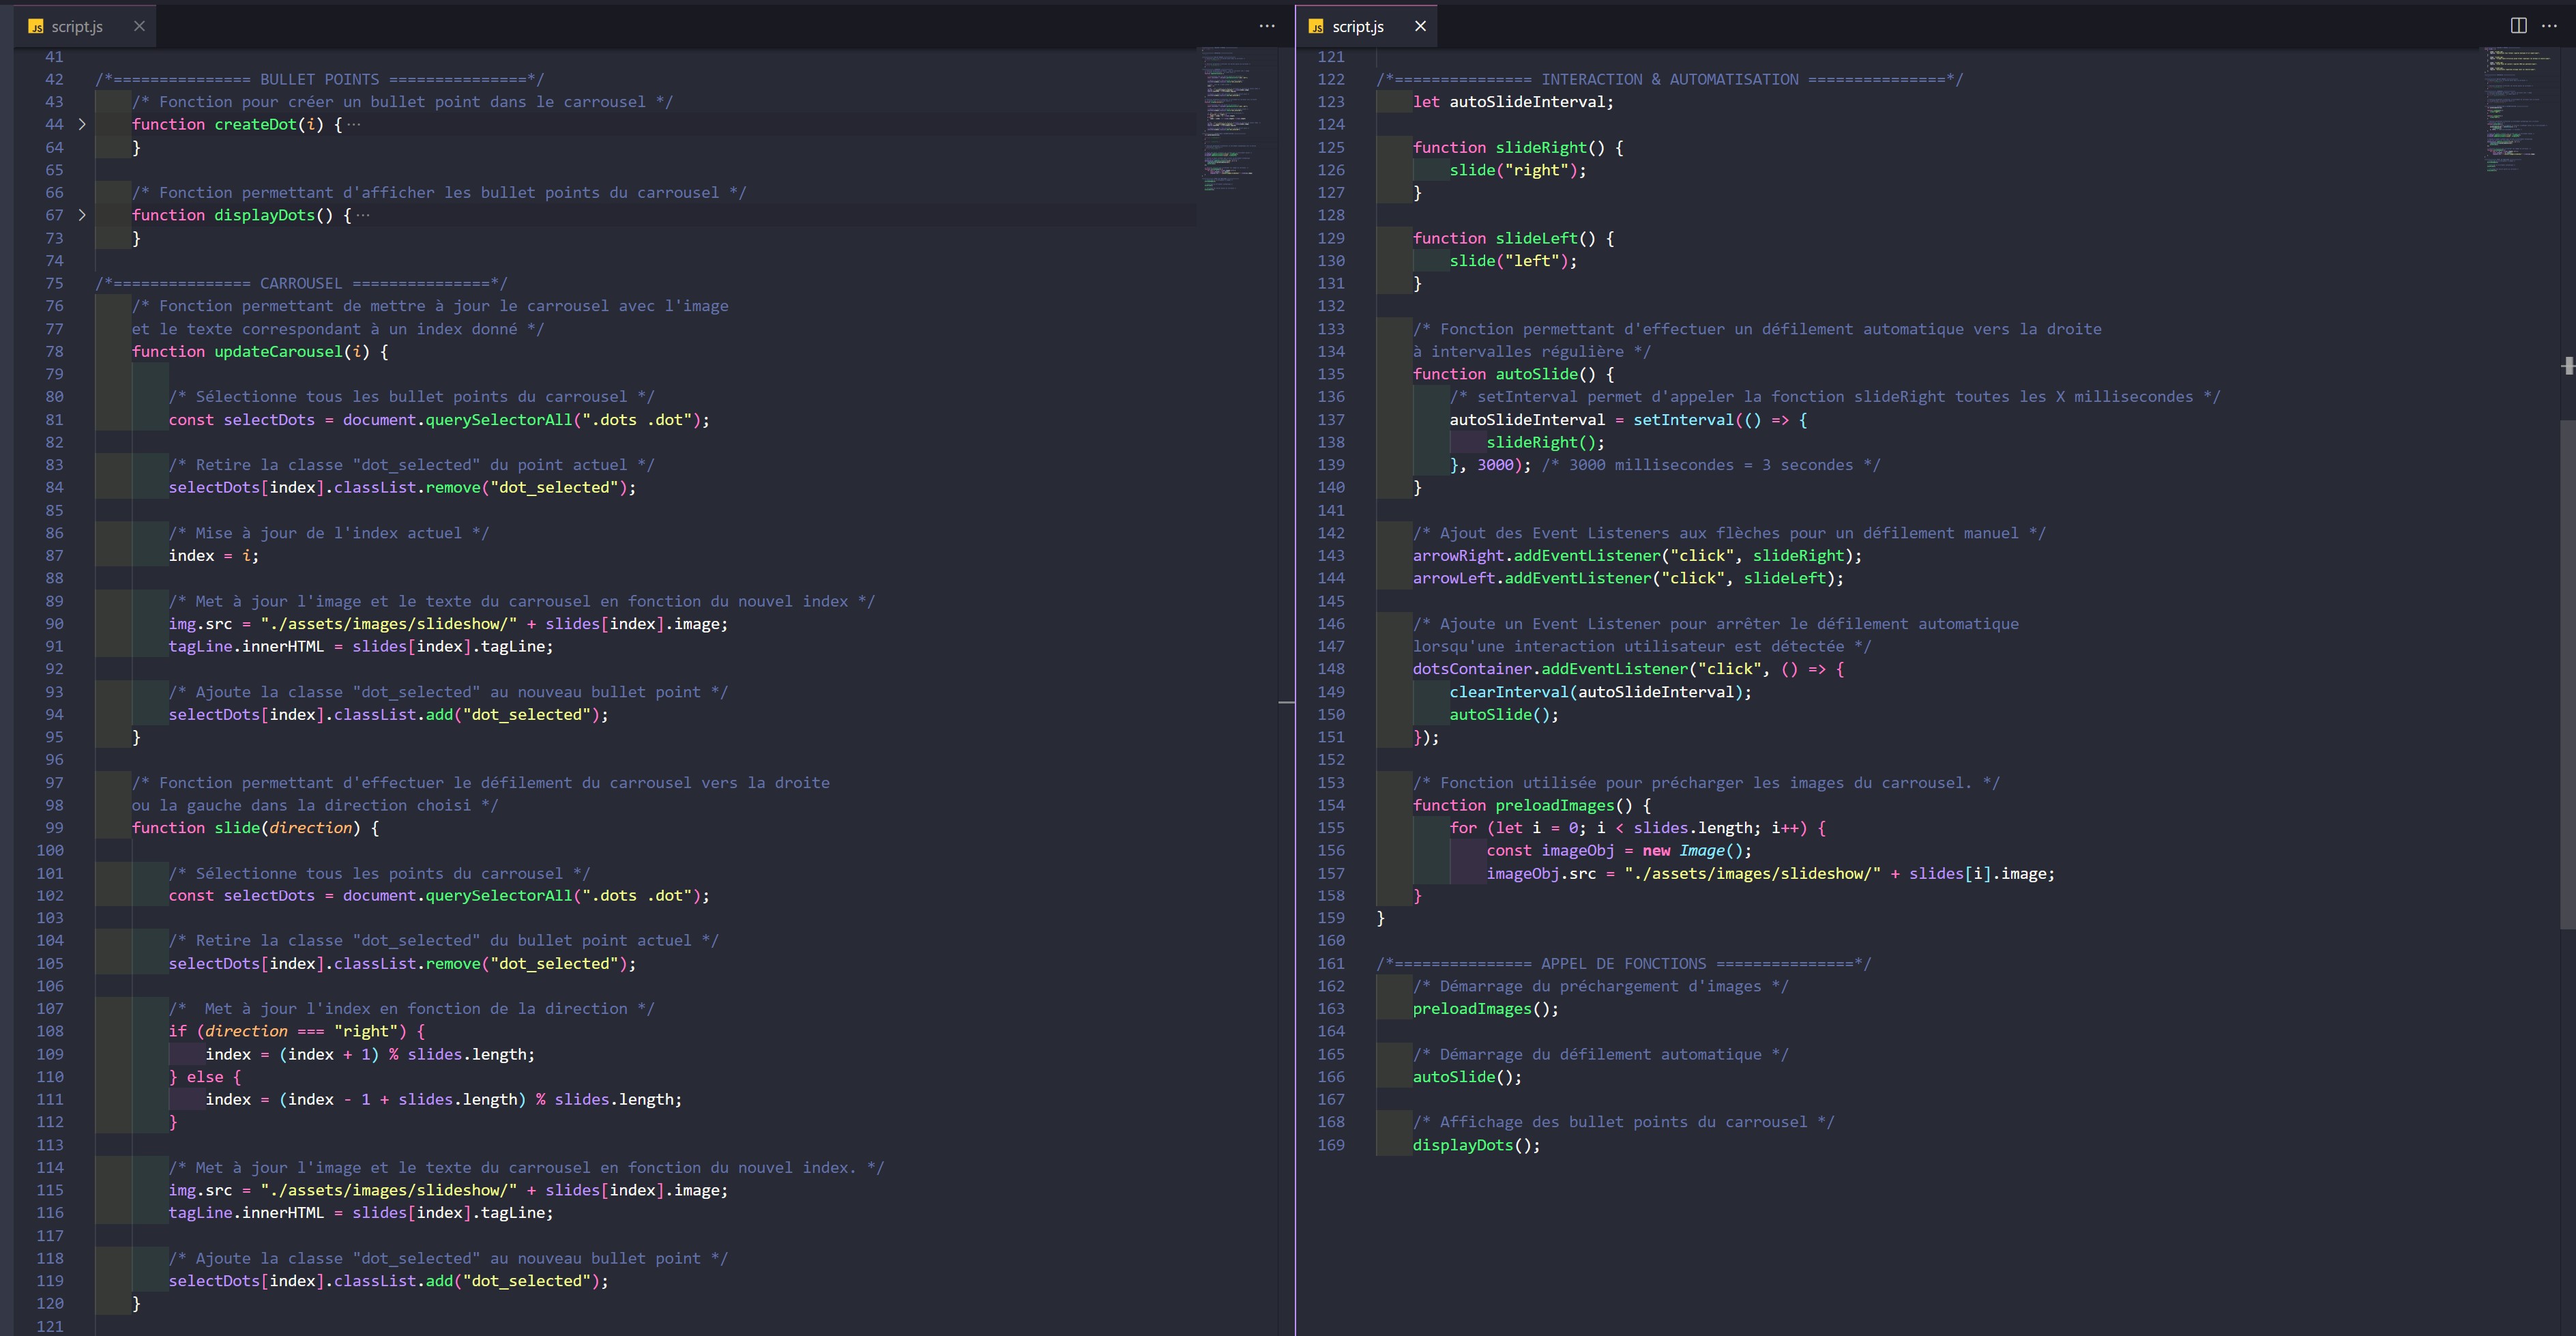 script.js
41
42 /*=============== BULLET POINTS ===============*/
43 /* Fonction pour créer un bullet point dans le carrousel */
44 function createDot(i) { ···
64 }
65
66 /* Fonction permettant d'afficher les bullet points du carrousel */
67 function displayDots() { ···
73 }
74
75 /*=============== CARROUSEL ===============*/
76 /* Fonction permettant de mettre à jour le carrousel avec l'image
77 et le texte correspondant à un index donné */
78 function updateCarousel(i) {
79
80 /* Sélectionne tous les bullet points du carrousel */
81 const selectDots = document.querySelectorAll(".dots .dot");
82
83 /* Retire la classe "dot_selected" du point actuel */
84 selectDots[index].classList.remove("dot_selected");
85
86 /* Mise à jour de l'index actuel */
87 index = i;
88
89 /* Met à jour l'image et le texte du carrousel en fonction du nouvel index */
90 img.src = "./assets/images/slideshow/" + slides[index].image;
91 tagLine.innerHTML = slides[index].tagLine;
92
93 /* Ajoute la classe "dot_selected" au nouveau bullet point */
94 selectDots[index].classList.add("dot_selected");
95 }
96
97 /* Fonction permettant d'effectuer le défilement du carrousel vers la droite
98 ou la gauche dans la direction choisi */
99 function slide(direction) {
100
101 /* Sélectionne tous les points du carrousel */
102 const selectDots = document.querySelectorAll(".dots .dot");
103
104 /* Retire la classe "dot_selected" du bullet point actuel */
105 selectDots[index].classList.remove("dot_selected");
106
107 /*  Met à jour l'index en fonction de la direction */
108 if (direction === "right") {
109 index = (index + 1) % slides.length;
110 } else {
111 index = (index - 1 + slides.length) % slides.length;
112 }
113
114 /* Met à jour l'image et le texte du carrousel en fonction du nouvel index. */
115 img.src = "./assets/images/slideshow/" + slides[index].image;
116 tagLine.innerHTML = slides[index].tagLine;
117
118 /* Ajoute la classe "dot_selected" au nouveau bullet point */
119 selectDots[index].classList.add("dot_selected");
120 }
121
script.js
121
122 /*=============== INTERACTION & AUTOMATISATION ===============*/
123 let autoSlideInterval;
124
125 function slideRight() {
126 slide("right");
127 }
128
129 function slideLeft() {
130 slide("left");
131 }
132
133 /* Fonction permettant d'effectuer un défilement automatique vers la droite
134 à intervalles régulière */
135 function autoSlide() {
136 /* setInterval permet d'appeler la fonction slideRight toutes les X millisecondes */
137 autoSlideInterval = setInterval(() => {
138 slideRight();
139 }, 3000); /* 3000 millisecondes = 3 secondes */
140 }
141
142 /* Ajout des Event Listeners aux flèches pour un défilement manuel */
143 arrowRight.addEventListener("click", slideRight);
144 arrowLeft.addEventListener("click", slideLeft);
145
146 /* Ajoute un Event Listener pour arrêter le défilement automatique
147 lorsqu'une interaction utilisateur est détectée */
148 dotsContainer.addEventListener("click", () => {
149 clearInterval(autoSlideInterval);
150 autoSlide();
151 });
152
153 /* Fonction utilisée pour précharger les images du carrousel. */
154 function preloadImages() {
155 for (let i = 0; i < slides.length; i++) {
156 const imageObj = new Image();
157 imageObj.src = "./assets/images/slideshow/" + slides[i].image;
158 }
159 }
160
161 /*=============== APPEL DE FONCTIONS ===============*/
162 /* Démarrage du préchargement d'images */
163 preloadImages();
164
165 /* Démarrage du défilement automatique */
166 autoSlide();
167
168 /* Affichage des bullet points du carrousel */
169 displayDots();